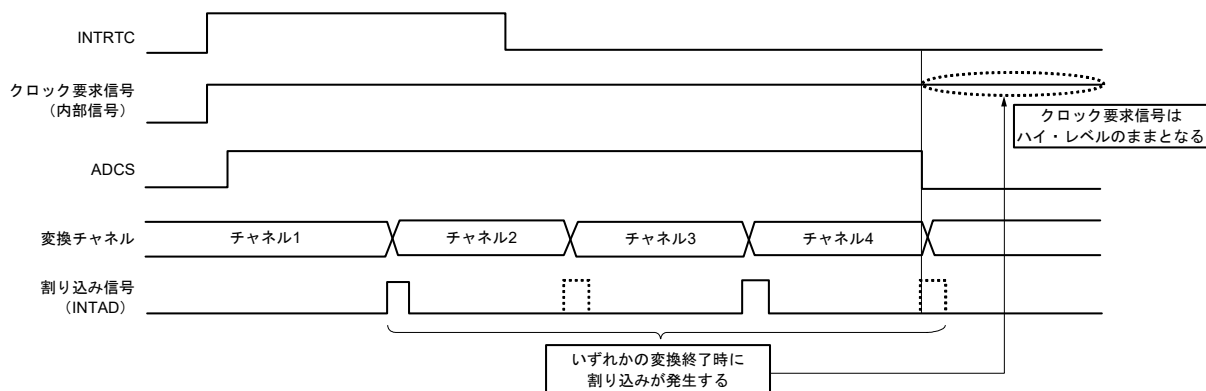 INTRTC
クロック要求信号
（内部信号）
クロック要求信号は
ハイ・レベルのままとなる
ADCS
変換チャネル
チャネル1
チャネル2
チャネル3
チャネル4
割り込み信号
（INTAD）
いずれかの変換終了時に
割り込みが発生する